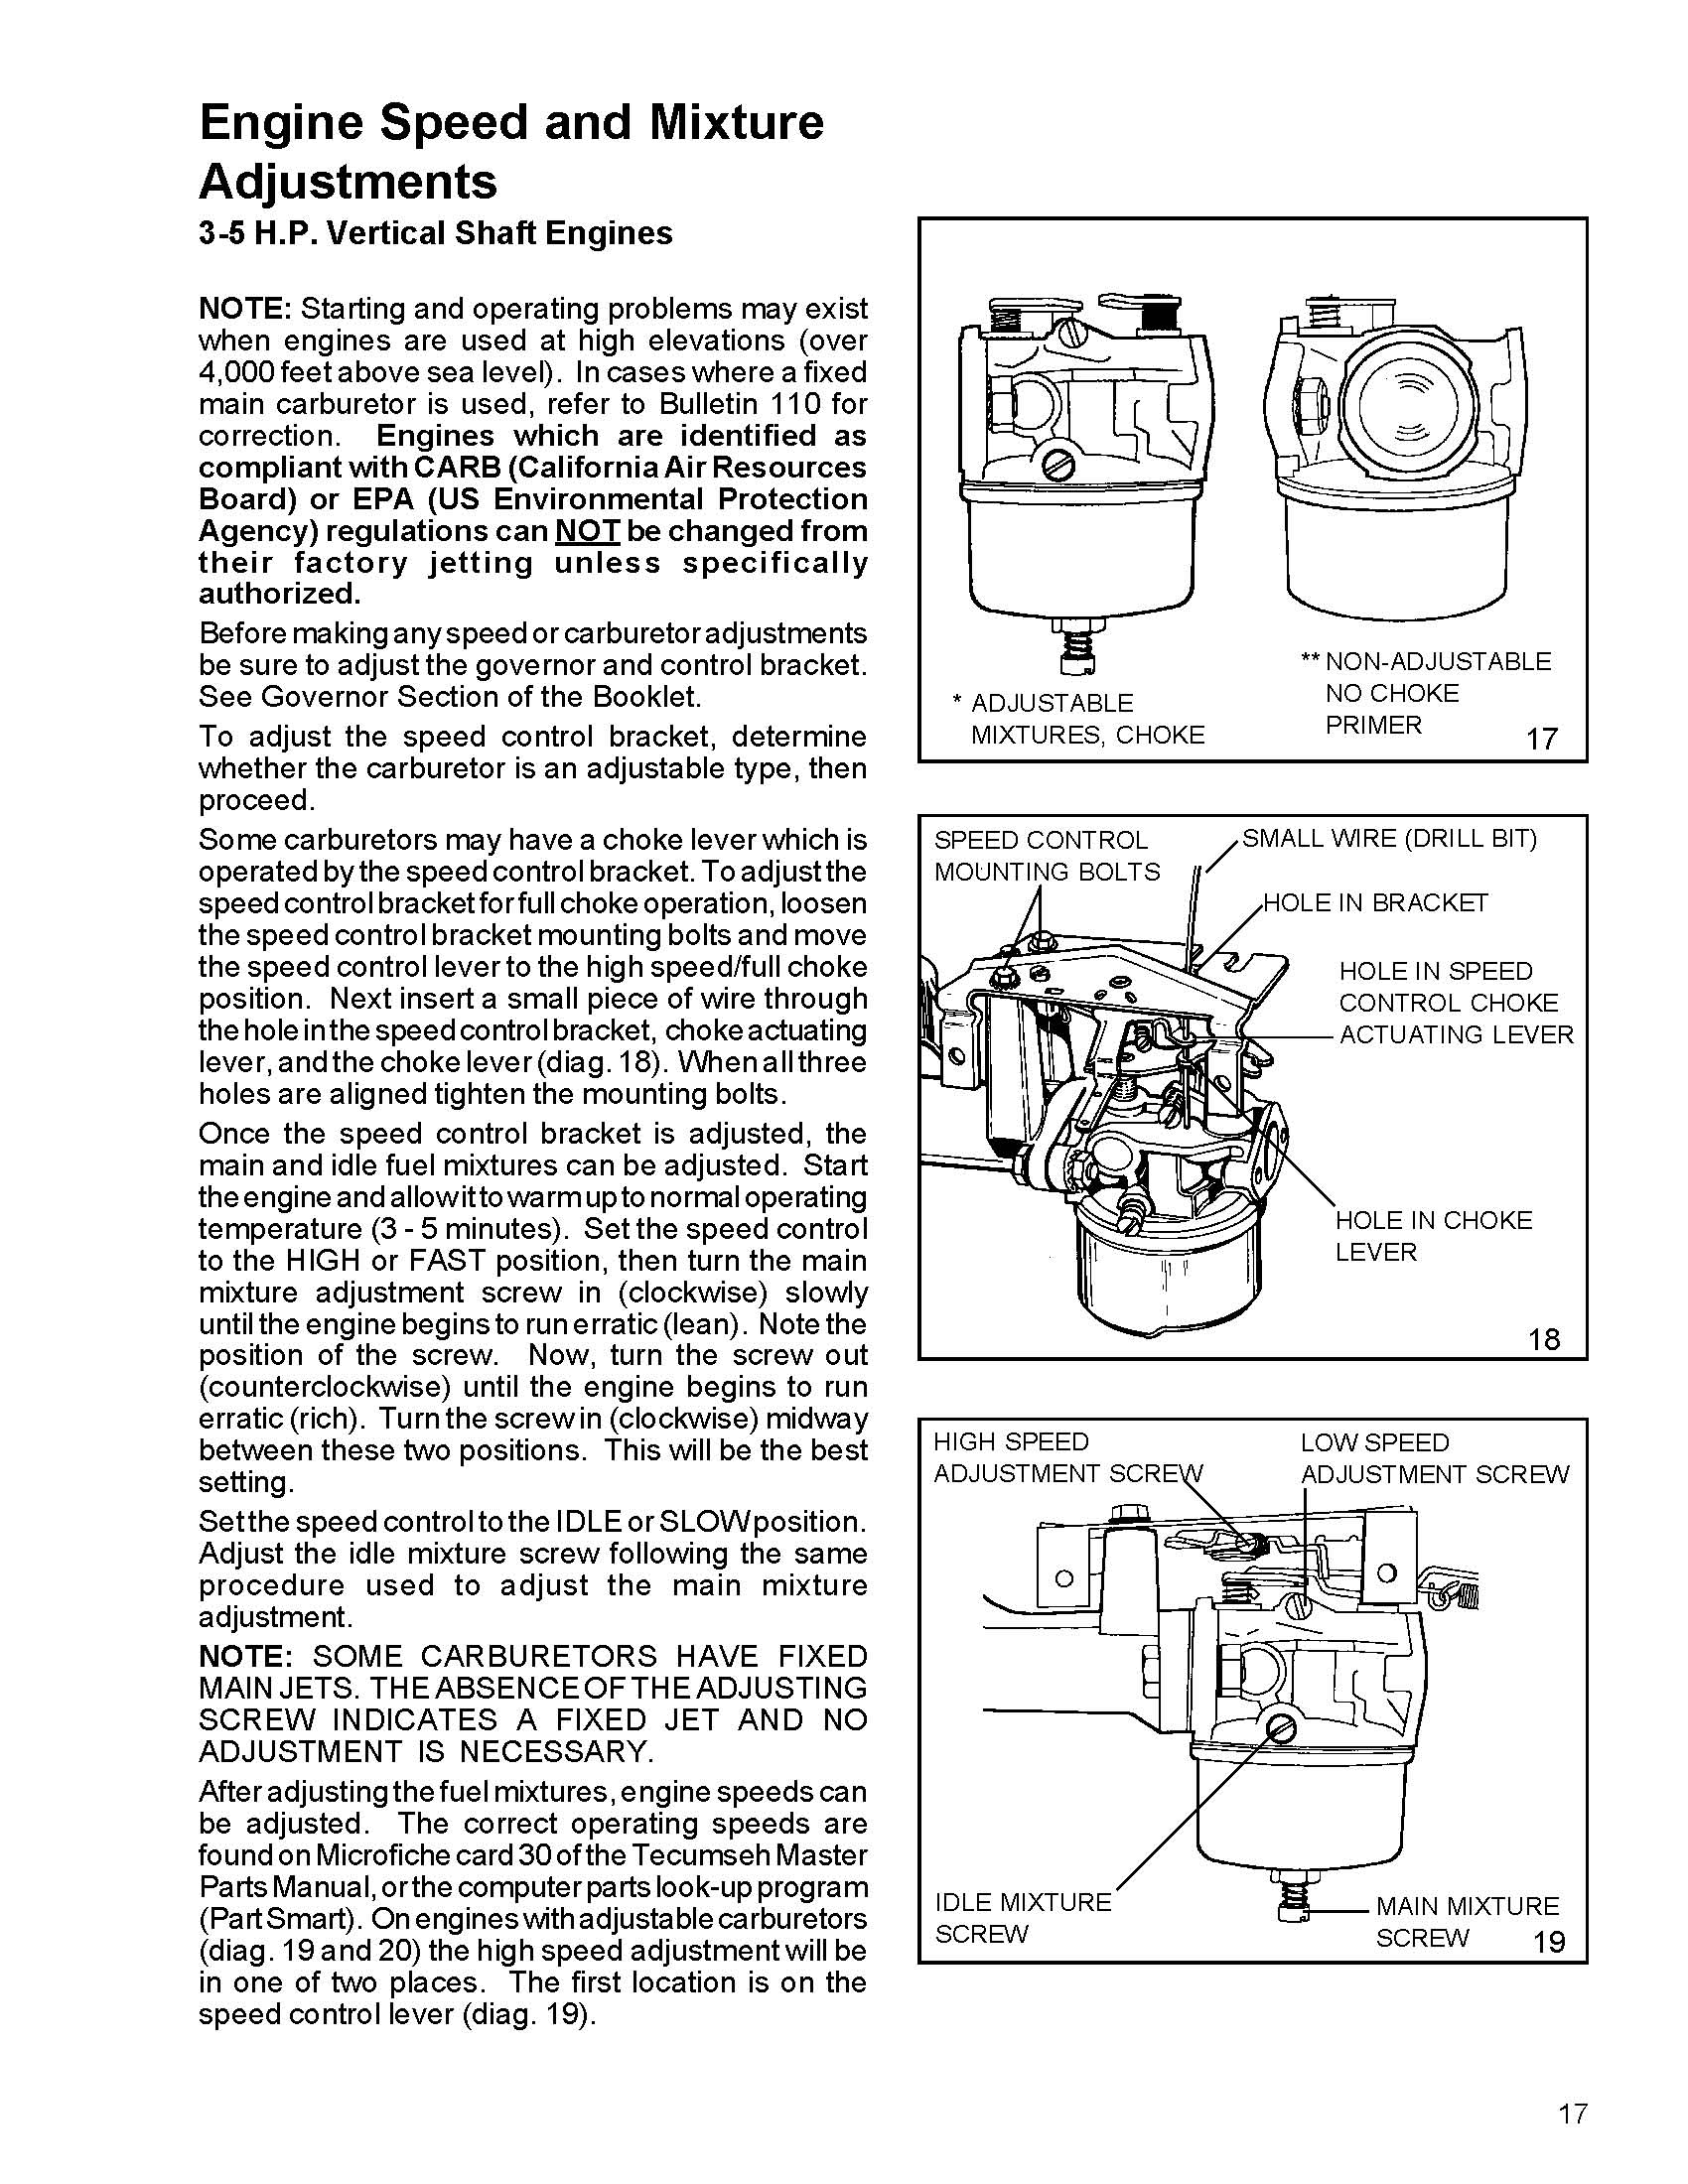 Engine Speed and Mixture
Adjustments
3-5 H.P. Vertical Shaft Engines
NOTE: Starting and operating problems may exist
when engines are used at high elevations (over
4,000 feet above sea level). In cases where a fixed
main carburetor is used, refer to Bulletin 110 for
correction. Engines which are identified as
compliant with CARB (California Air Resources
Board) or EPA (US Environmental Protection
Agency) regulations can NOT be changed from
their factory jetting unless specifically
authorized.
Before making any speed or carburetor adjustments
be sure to adjust the governor and control bracket.
See Governor Section of the Booklet.
To adjust the speed control bracket, determine
whether the carburetor is an adjustable type, then
proceed.
Some carburetors may have a choke lever which is
operated by the speed control bracket. To adjust the
speed control bracket for full choke operation, loosen
the speed control bracket mounting bolts and move
the speed control lever to the high speed/full choke
position. Next insert a small piece of wire through
the hole in the speed control bracket, choke actuating
lever, and the choke lever (diag. 18). When all three
holes are aligned tighten the mounting bolts.
Once the speed control bracket is adjusted, the
main and idle fuel mixtures can be adjusted. Start
the engine and allow it to warm up to normal operating
temperature (3 - 5 minutes). Set the speed control
to the HIGH or FAST position, then turn the main
mixture adjustment screw in (clockwise) slowly
until the engine begins to run erratic (lean). Note the
position of the screw. Now, turn the screw out
(counterclockwise) until the engine begins to run
erratic (rich). Turn the screw in (clockwise) midway
between these two positions. This will be the best
setting.
Set the speed control to the IDLE or SLOW position.
Adjust the idle mixture screw following the same
procedure used to adjust the main mixture
adjustment.
NOTE: SOME CARBURETORS HAVE FIXED
MAIN JETS. THE ABSENCE OF THE ADJUSTING
SCREW INDICATES A FIXED JET AND NO
ADJUSTMENT IS NECESSARY.
After adjusting the fuel mixtures, engine speeds can
be adjusted. The correct operating speeds are
found on Microfiche card 30 of the Tecumseh Master
Parts Manual, or the computer parts look-up program
(Part Smart). On engines with adjustable carburetors
(diag. 19 and 20) the high speed adjustment will be
in one of two places. The first location is on the
speed control lever (diag. 19).
* ADJUSTABLE
MIXTURES, CHOKE
** NON-ADJUSTABLE
NO CHOKE
PRIMER
17
SPEED CONTROL
MOUNTING BOLTS
SMALL WIRE (DRILL BIT)
HOLE IN BRACKET
HOLE IN SPEED
CONTROL CHOKE
ACTUATING LEVER
HOLE IN CHOKE
LEVER
18
HIGH SPEED
ADJUSTMENT SCREW
LOW SPEED
ADJUSTMENT SCREW
IDLE MIXTURE
SCREW
MAIN MIXTURE
SCREW
19
17